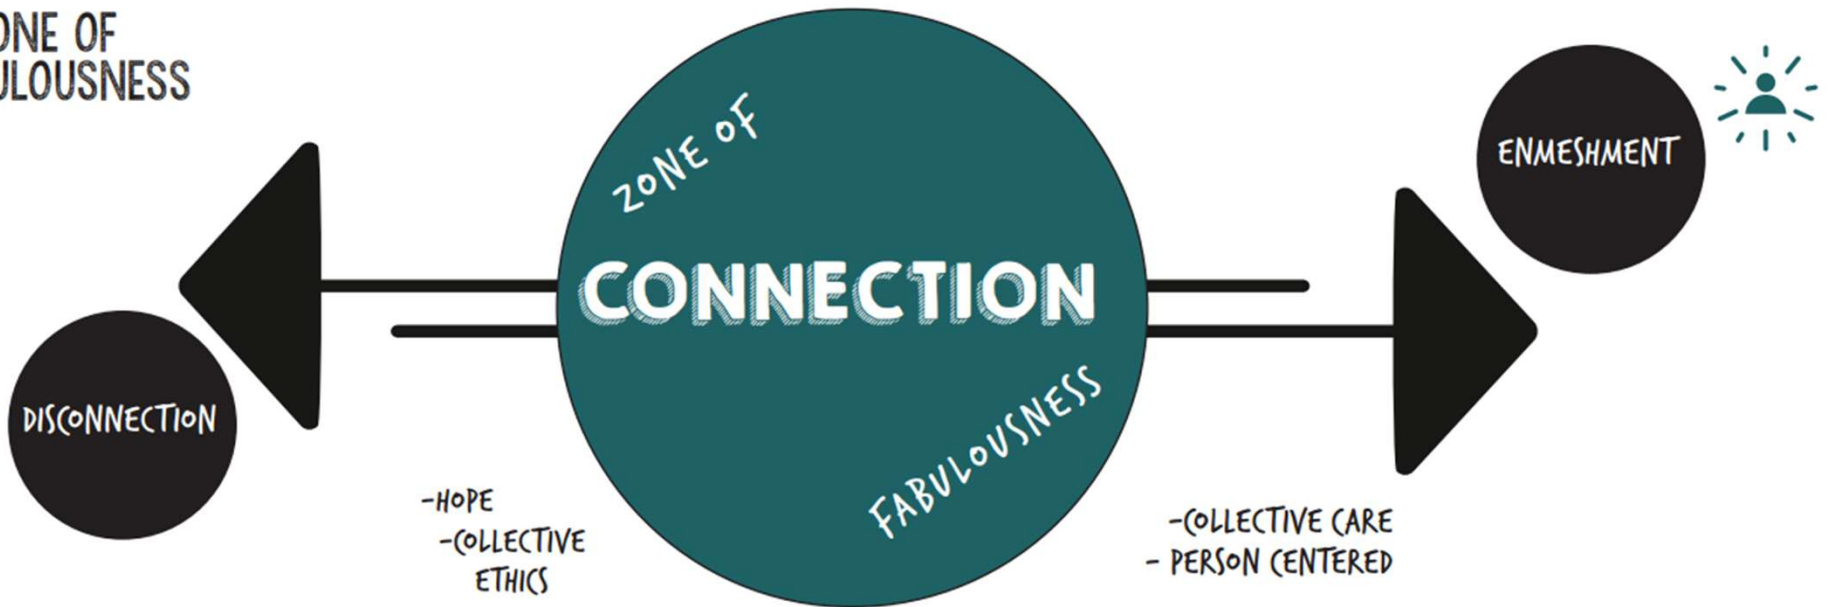 ONE OF
ULOUSNESS
ZONE OF
CONNECTION
FABULOUSNESS
DISCONNECTION
ENMESHMENT
-HOPE
-COLLECTIVE
ETHICS
-COLLECTIVE CARE
- PERSON CENTERED